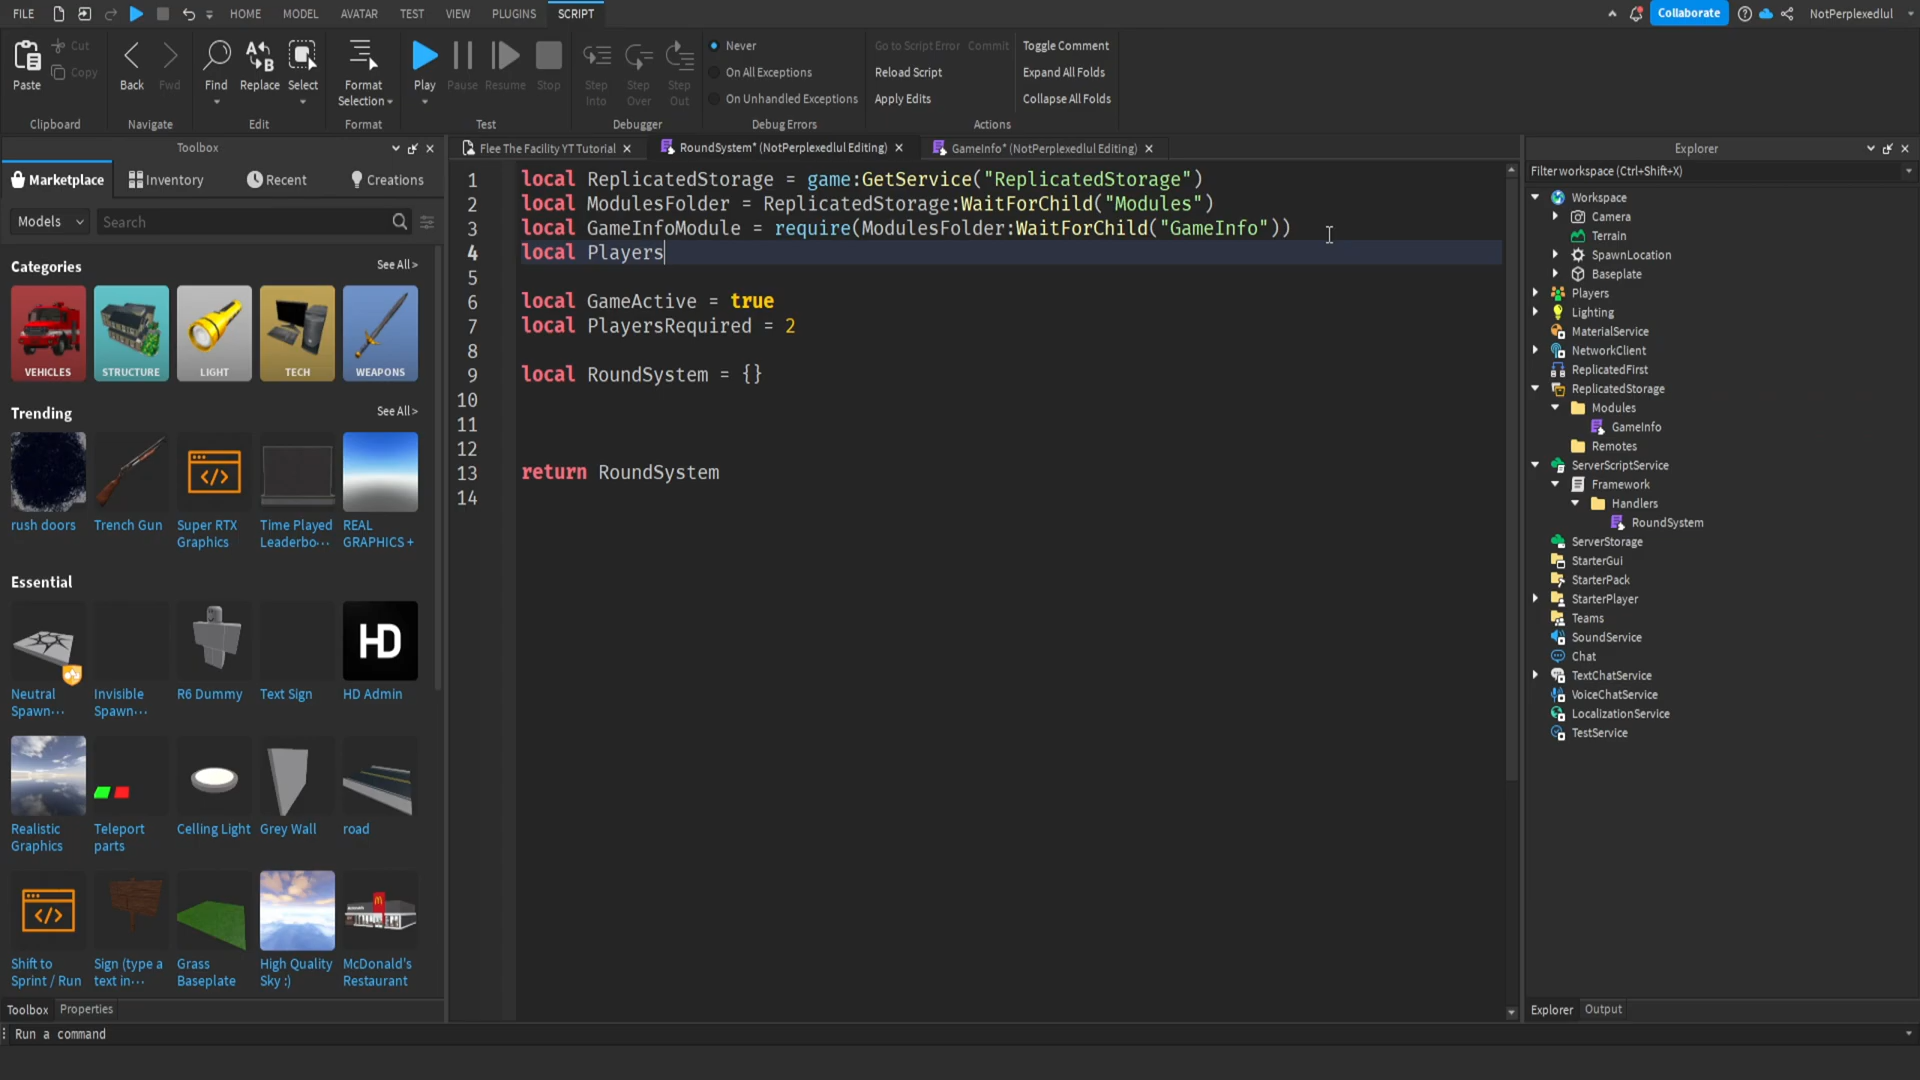 FILE HOME MODEL AVATAR TEST VIEW PLUGINS SCRIPT Collaborate NotPerplexedlul
Paste Cut Copy
Clipboard
Back Fwd
Navigate
Find Replace Select
Edit
Format Selection
Format
Play Pause Resume Stop
Test
Step Into Step Over Step Out
Debugger
Never
On All Exceptions
On Unhandled Exceptions
Debug Errors
Go to Script Error Commit
Reload Script
Apply Edits
Toggle Comment
Expand All Folds
Collapse All Folds
Actions
Toolbox
Marketplace Inventory Recent Creations
Models Search
Categories See All >
VEHICLES STRUCTURE LIGHT TECH WEAPONS
Trending See All >
rush doors Trench Gun Super RTX Graphics Time Played Leaderbo··· REAL GRAPHICS +
Essential
HD
Neutral Spawn··· Invisible Spawn··· R6 Dummy Text Sign HD Admin
Realistic Graphics Teleport parts Celling Light Grey Wall road
Shift to Sprint / Run Sign (type a text in··· Grass Baseplate High Quality Sky :) McDonald's Restaurant
Toolbox Properties
Run a command
Flee The Facility YT Tutorial RoundSystem* (NotPerplexedlul Editing) GameInfo* (NotPerplexedlul Editing)
1 local ReplicatedStorage = game:GetService("ReplicatedStorage")
2 local ModulesFolder = ReplicatedStorage:WaitForChild("Modules")
3 local GameInfoModule = require(ModulesFolder:WaitForChild("GameInfo"))
4 local Players
5
6 local GameActive = true
7 local PlayersRequired = 2
8
9 local RoundSystem = {}
10
11
12
13 return RoundSystem
14
Explorer
Filter workspace (Ctrl+Shift+X)
Workspace
Camera
Terrain
SpawnLocation
Baseplate
Players
Lighting
MaterialService
NetworkClient
ReplicatedFirst
ReplicatedStorage
Modules
GameInfo
Remotes
ServerScriptService
Framework
Handlers
RoundSystem
ServerStorage
StarterGui
StarterPack
StarterPlayer
Teams
SoundService
Chat
TextChatService
VoiceChatService
LocalizationService
TestService
Explorer Output